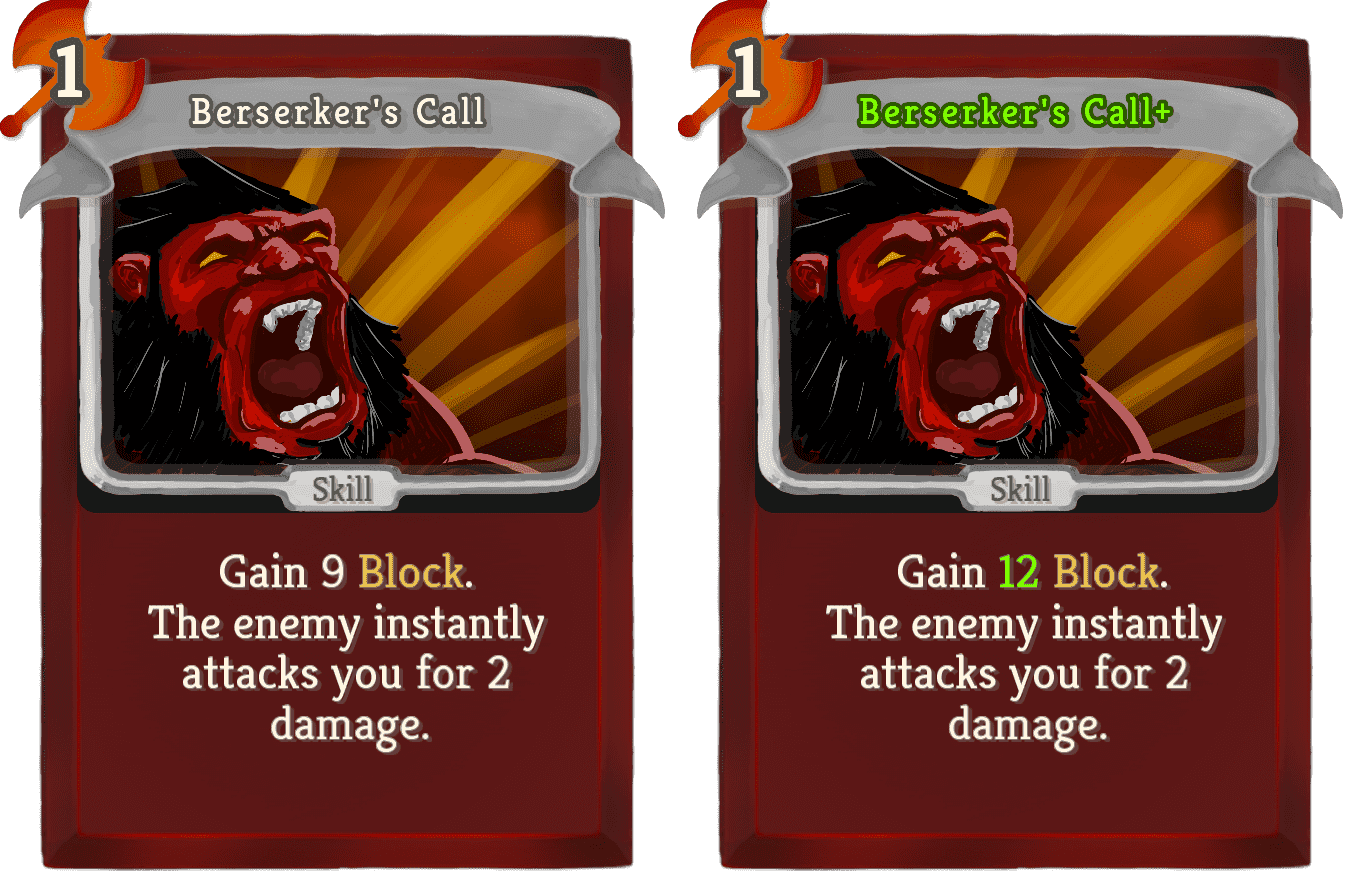 1
Berserker's Call
Skill
Gain 9 Block.
The enemy instantly
attacks you for 2
damage.
1
Berserker's Call+
Skill
Gain 12 Block.
The enemy instantly
attacks you for 2
damage.